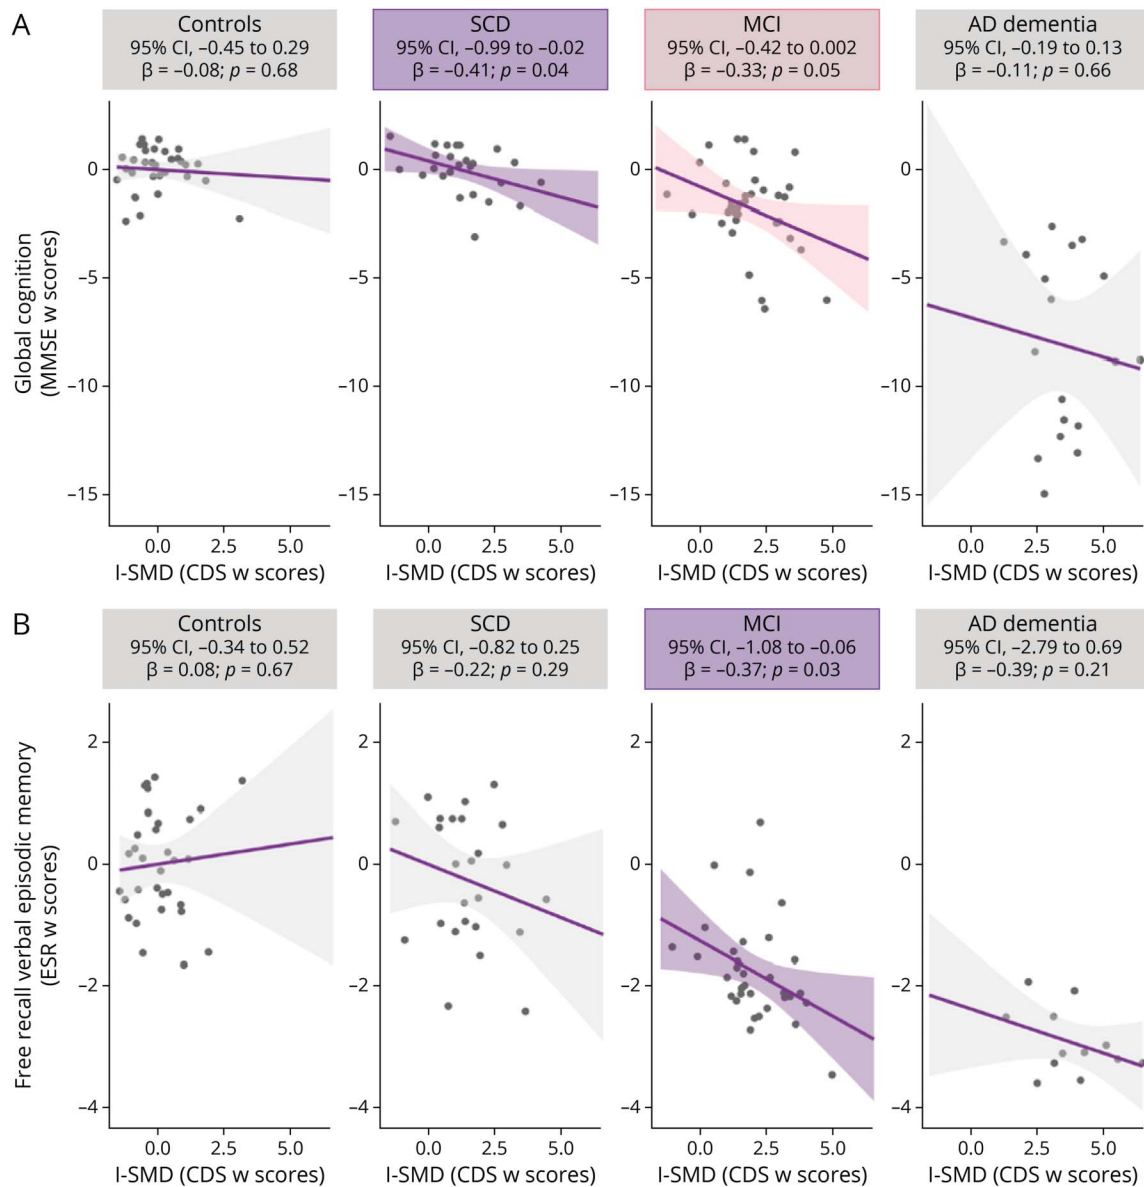 A
Controls
95% CI, –0.45 to 0.29
β = –0.08; p = 0.68
SCD
95% CI, –0.99 to –0.02
β = –0.41; p = 0.04
MCI
95% CI, –0.42 to 0.002
β = –0.33; p = 0.05
AD dementia
95% CI, –0.19 to 0.13
β = –0.11; p = 0.66
Global cognition
(MMSE w scores)
0
–5
–10
–15
0
–5
–10
–15
0
–5
–10
–15
0
–5
–10
–15
0.0 2.5 5.0
0.0 2.5 5.0
0.0 2.5 5.0
0.0 2.5 5.0
I-SMD (CDS w scores)
I-SMD (CDS w scores)
I-SMD (CDS w scores)
I-SMD (CDS w scores)
B
Controls
95% CI, –0.34 to 0.52
β = 0.08; p = 0.67
SCD
95% CI, –0.82 to 0.25
β = –0.22; p = 0.29
MCI
95% CI, –1.08 to –0.06
β = –0.37; p = 0.03
AD dementia
95% CI, –2.79 to 0.69
β = –0.39; p = 0.21
Free recall verbal episodic memory
(ESR w scores)
2
0
–2
–4
2
0
–2
–4
2
0
–2
–4
2
0
–2
–4
0.0 2.5 5.0
0.0 2.5 5.0
0.0 2.5 5.0
0.0 2.5 5.0
I-SMD (CDS w scores)
I-SMD (CDS w scores)
I-SMD (CDS w scores)
I-SMD (CDS w scores)